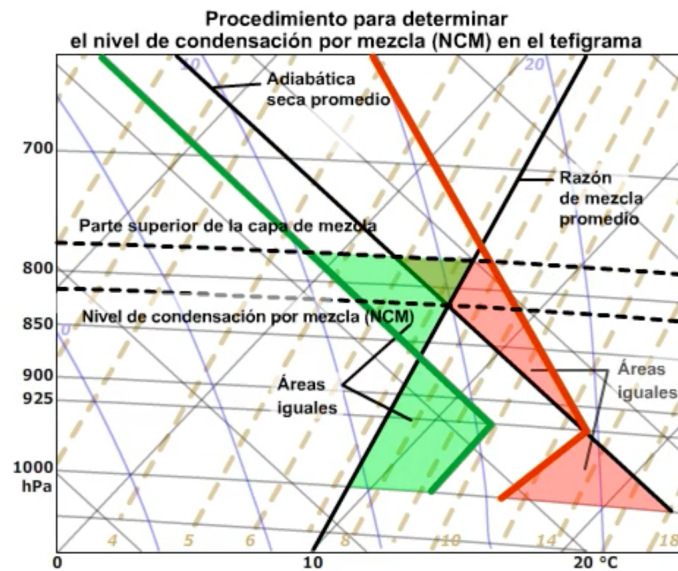 Procedimiento para determinar
el nivel de condensación por mezcla (NCM) en el tefigrama
10
20
Adiabática
seca promedio
700
Razón
de mezcla
promedio
Parte superior de la capa de mezcla
800
Nivel de condensación por mezcla (NCM)
850
900
925
Áreas
iguales
Áreas
iguales
1000
hPa
0
4
5
6
8
10
14
18
0
10
20 °C